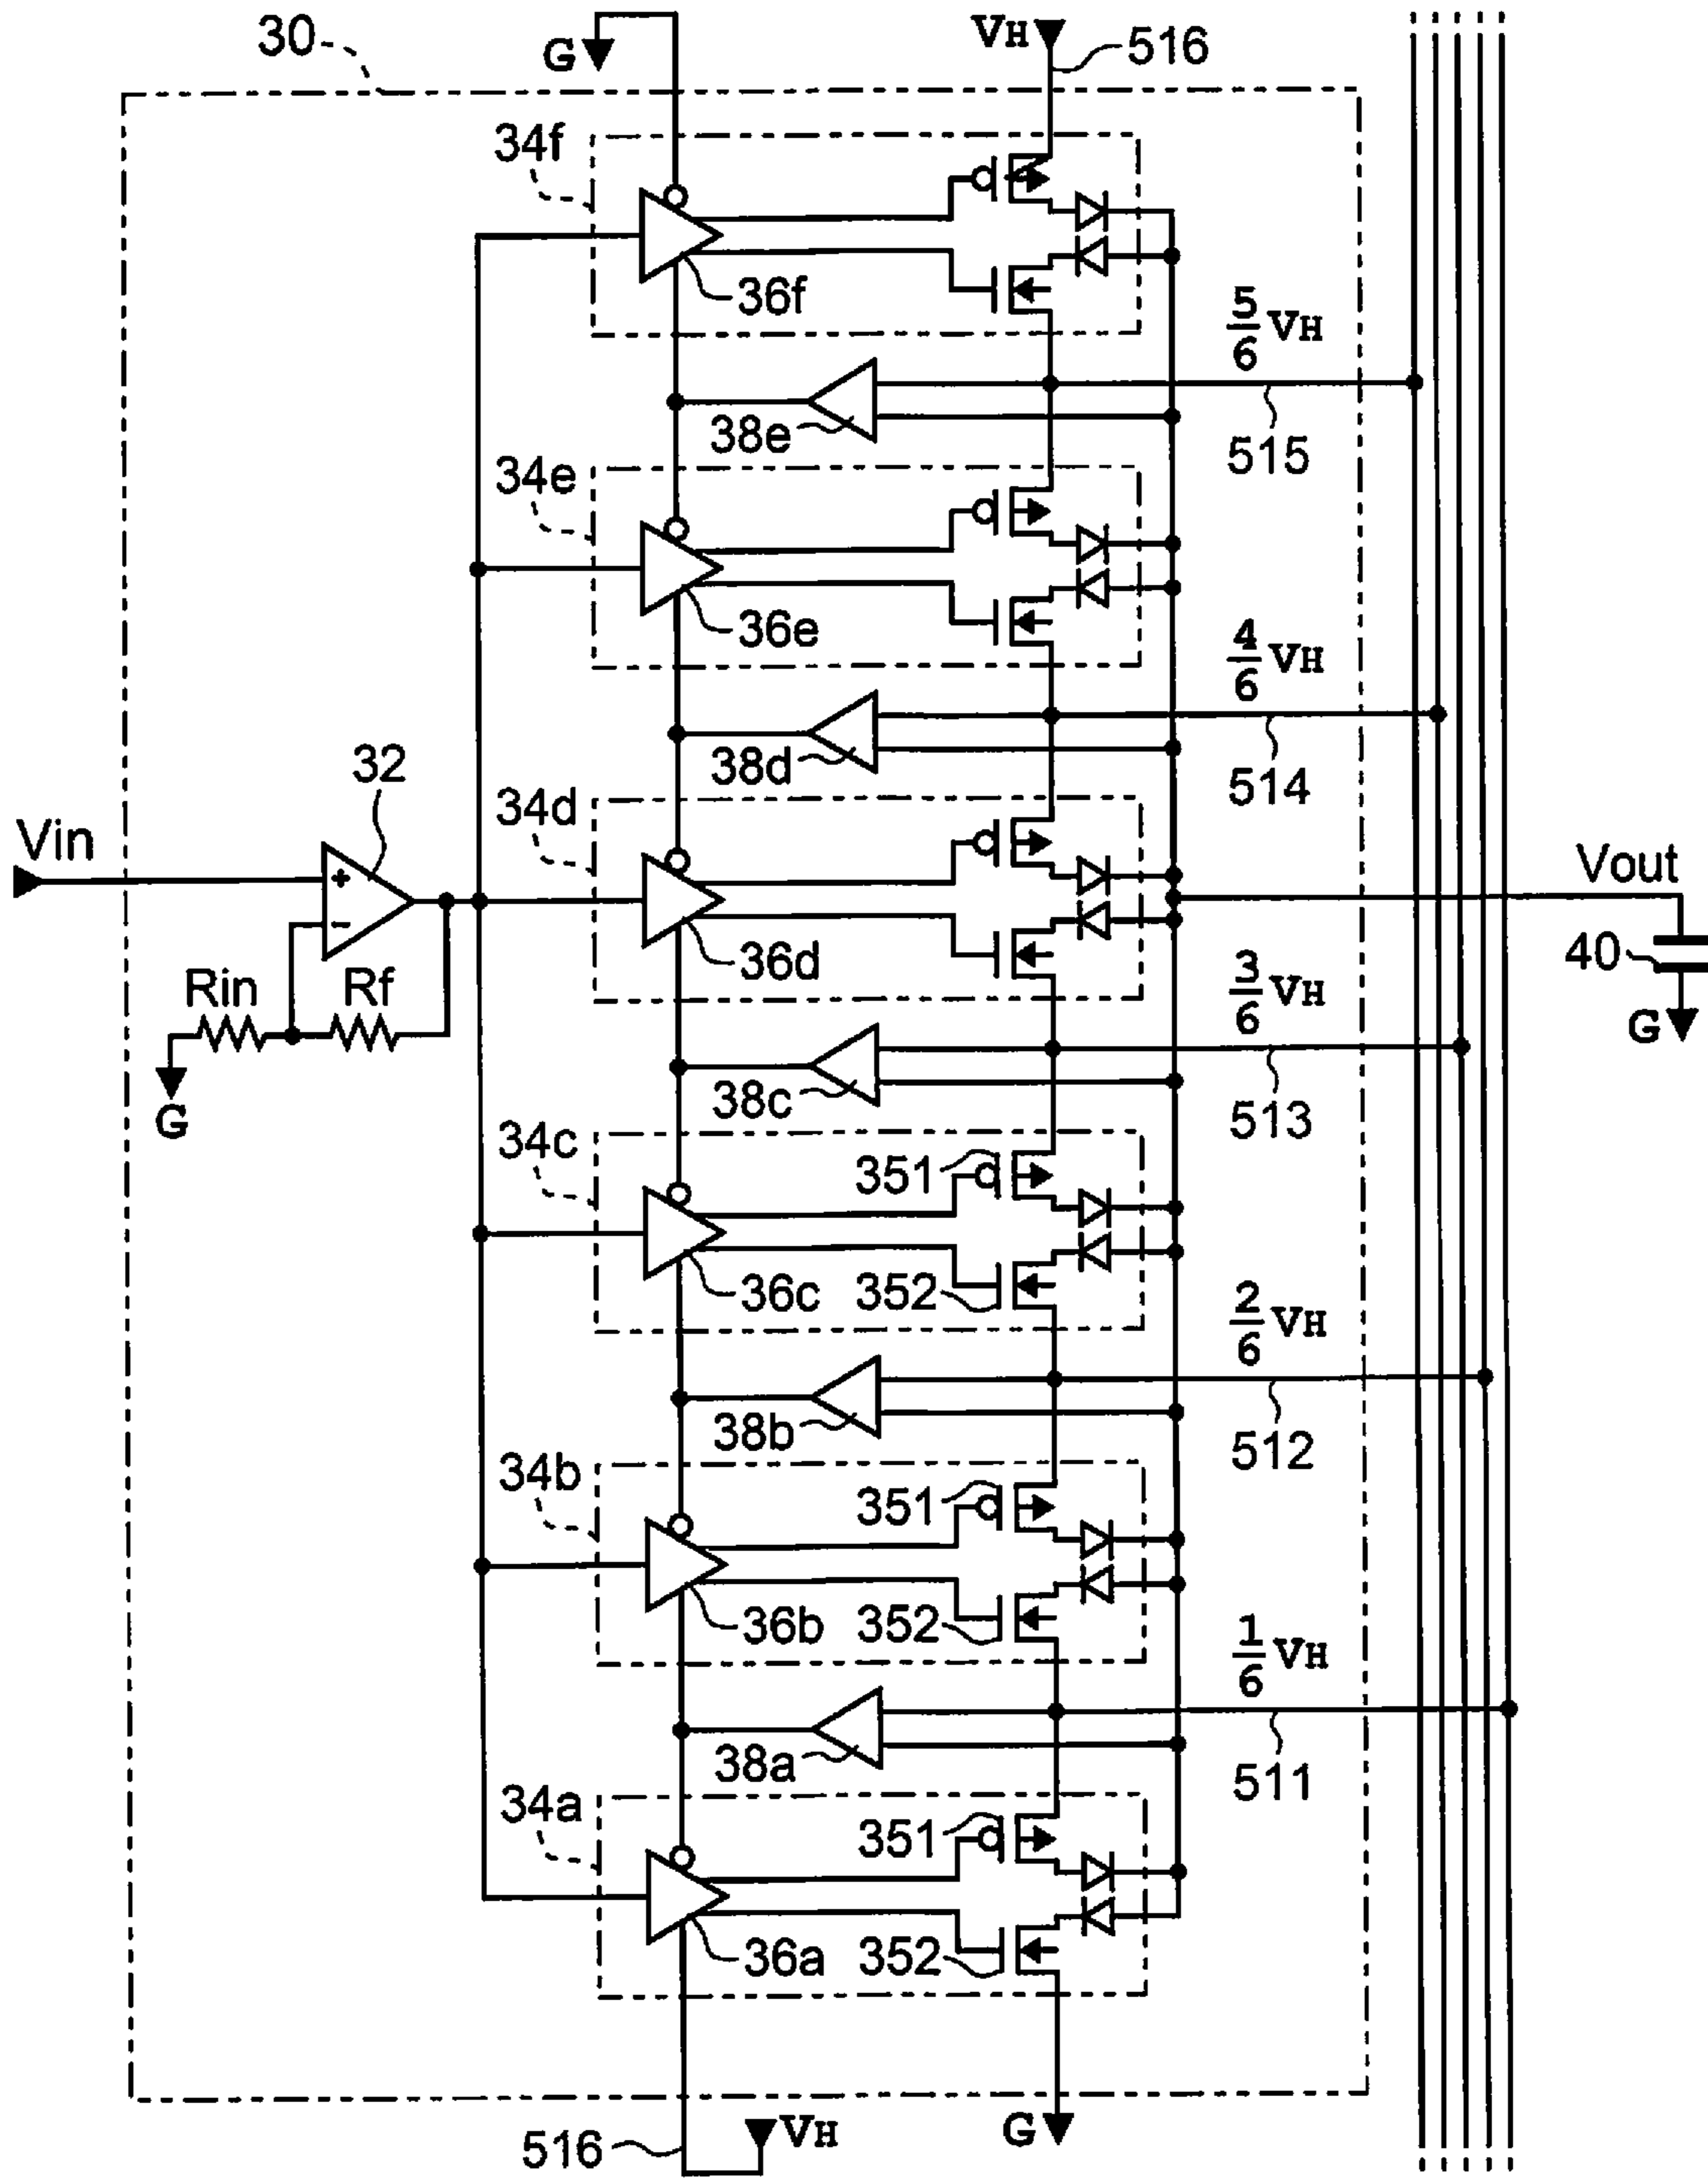 30
G
VH
516
34f
36f
5/6 VH
38e
515
34e
36e
4/6 VH
38d
514
32
34d
Vin
Vout
36d
40
Rin
Rf
3/6 VH
G
38c
513
G
34c
351
36c
352
2/6 VH
38b
512
34b
351
36b
352
1/6 VH
38a
511
34a
351
36a
352
516
VH
G